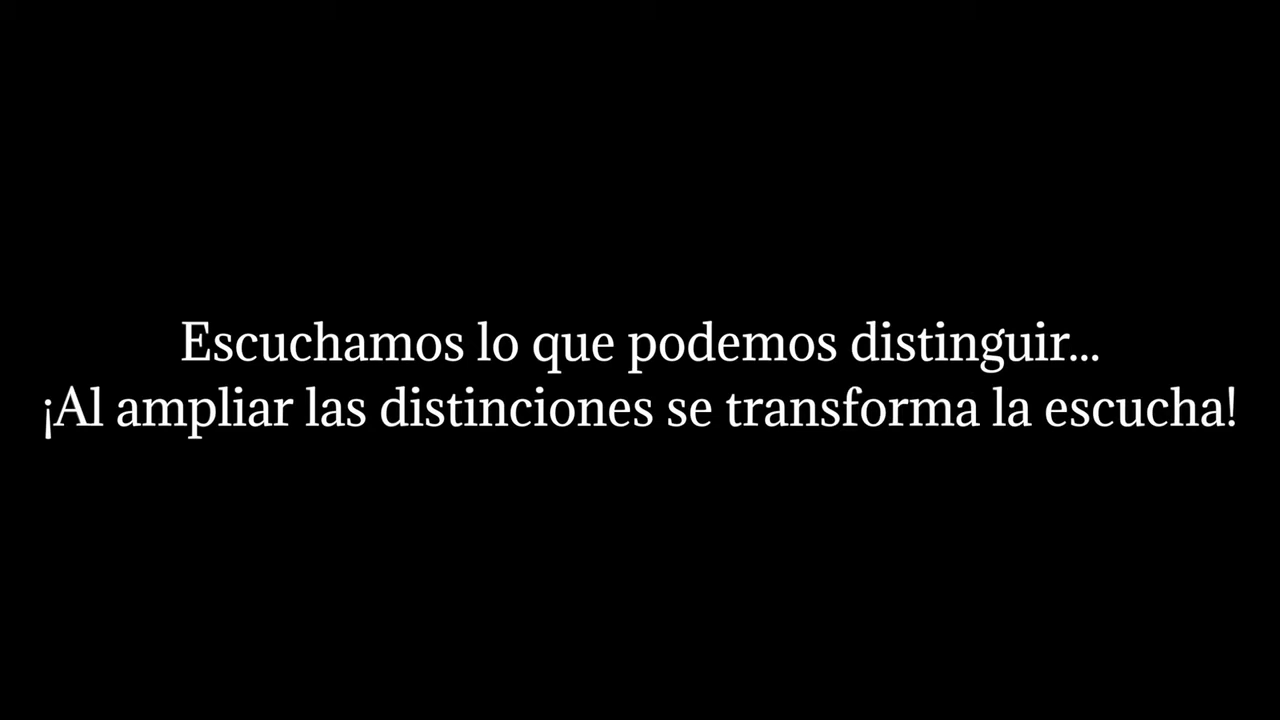 Escuchamos lo que podemos distinguir...
¡Al ampliar las distinciones se transforma la escucha!